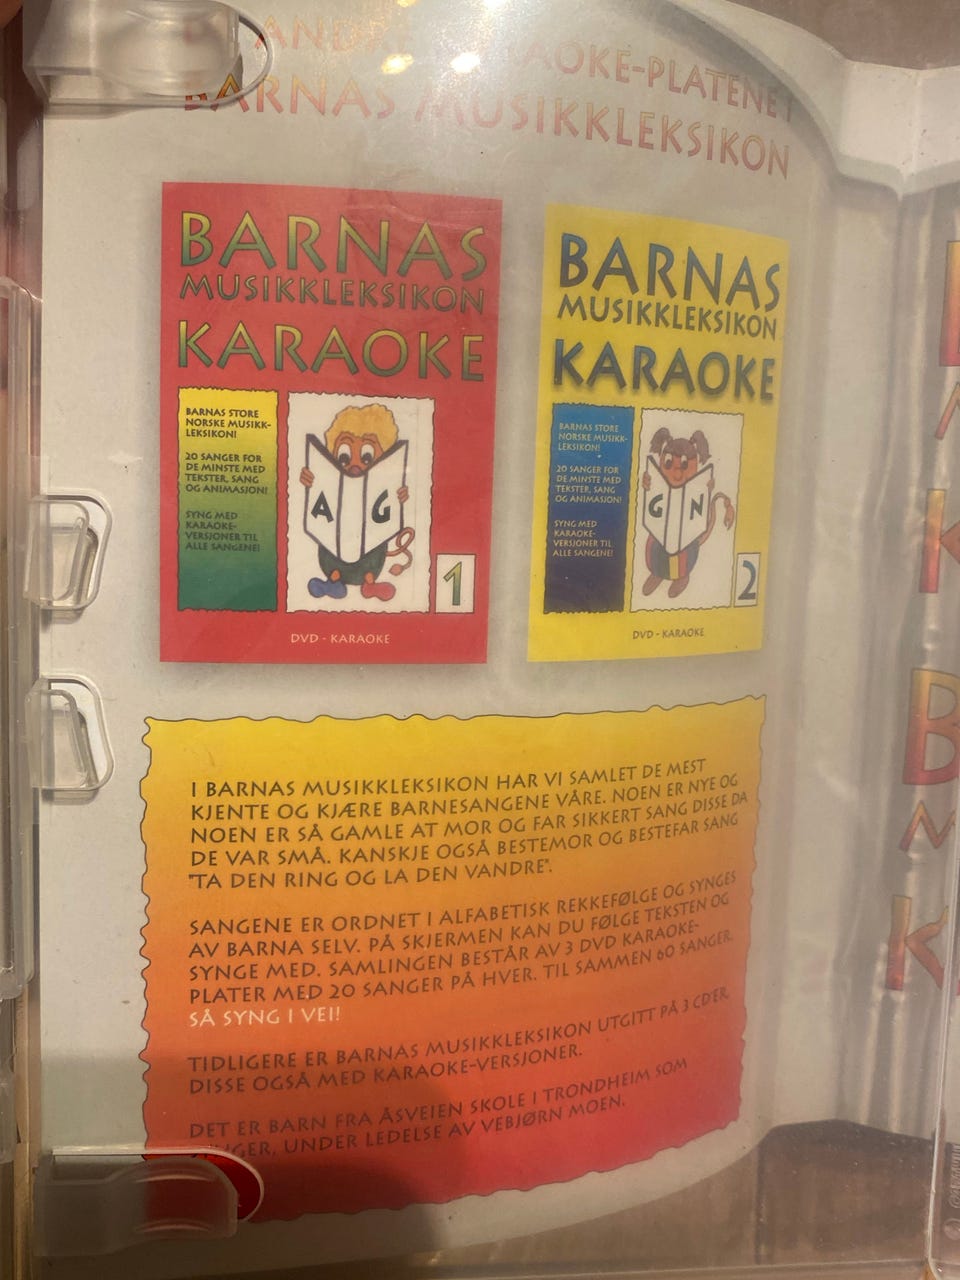 DE ANDRE KARAOKE-PLATENE I
BARNAS MUSIKKLEKSIKON
BARNAS
MUSIKKLEKSIKON
KARAOKE
BARNAS STORE
NORSKE MUSIKK-
LEKSIKON!
20 SANGER FOR
DE MINSTE MED
TEKSTER, SANG
OG ANIMASJON!
SYNG MED
KARAOKE-
VERSJONER TIL
ALLE SANGENE!
A G
1
DVD - KARAOKE
BARNAS
MUSIKKLEKSIKON
KARAOKE
BARNAS STORE
NORSKE MUSIKK-
LEKSIKON!
20 SANGER FOR
DE MINSTE MED
TEKSTER, SANG
OG ANIMASJON!
SYNG MED
KARAOKE-
VERSJONER TIL
ALLE SANGENE!
G N
2
DVD - KARAOKE
I BARNAS MUSIKKLEKSIKON HAR VI SAMLET DE MEST
KJENTE OG KJÆRE BARNESANGENE VÅRE. NOEN ER NYE OG
NOEN ER SÅ GAMLE AT MOR OG FAR SIKKERT SANG DISSE DA
DE VAR SMÅ. KANSKJE OGSÅ BESTEMOR OG BESTEFAR SANG
"TA DEN RING OG LA DEN VANDRE".
SANGENE ER ORDNET I ALFABETISK REKKEFØLGE OG SYNGES
AV BARNA SELV. PÅ SKJERMEN KAN DU FØLGE TEKSTEN OG
SYNGE MED. SAMLINGEN BESTÅR AV 3 DVD KARAOKE-
PLATER MED 20 SANGER PÅ HVER. TIL SAMMEN 60 SANGER.
SÅ SYNG I VEI!
TIDLIGERE ER BARNAS MUSIKKLEKSIKON UTGITT PÅ 3 CD'ER,
DISSE OGSÅ MED KARAOKE-VERSJONER.
DET ER BARN FRA ÅSVEIEN SKOLE I TRONDHEIM SOM
SYNGER, UNDER LEDELSE AV VEBJØRN MOEN.